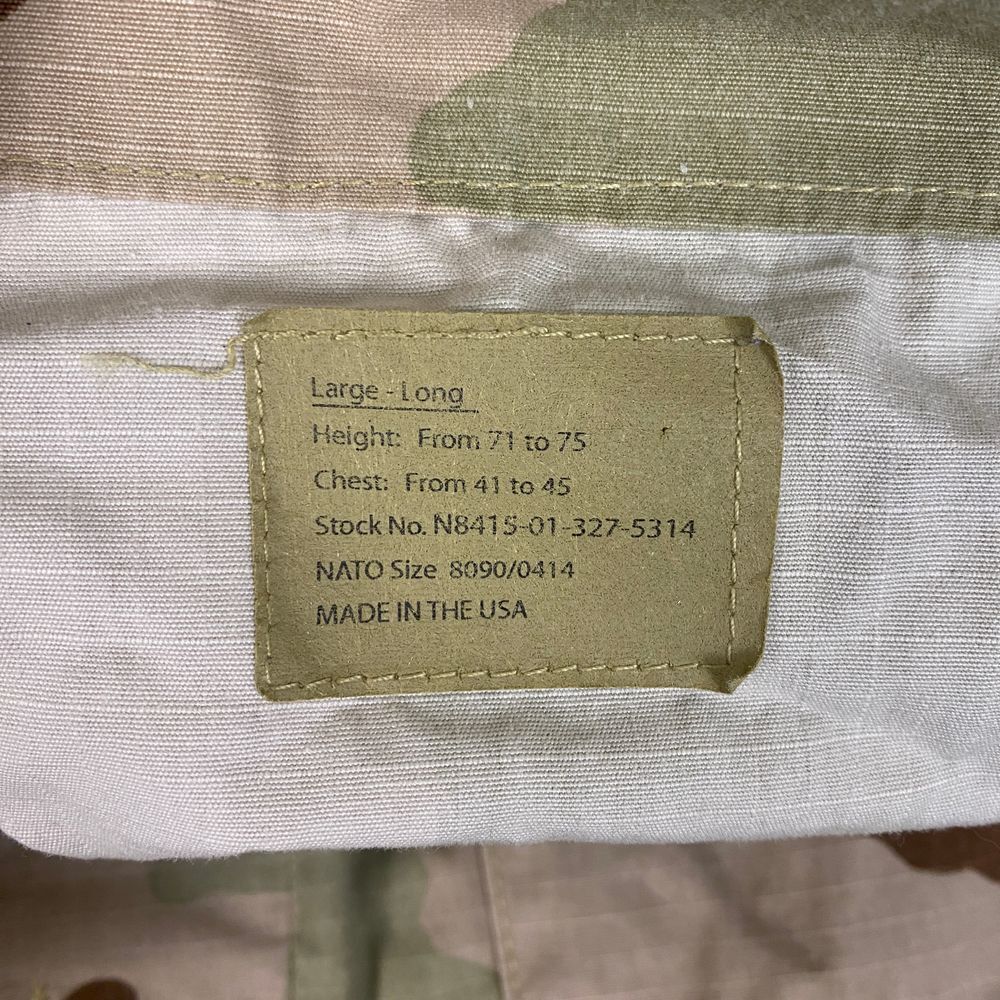 Large - Long
Height: From 71 to 75
Chest: From 41 to 45
Stock No. N8415-01-327-5314
NATO Size 8090/0414
MADE IN THE USA